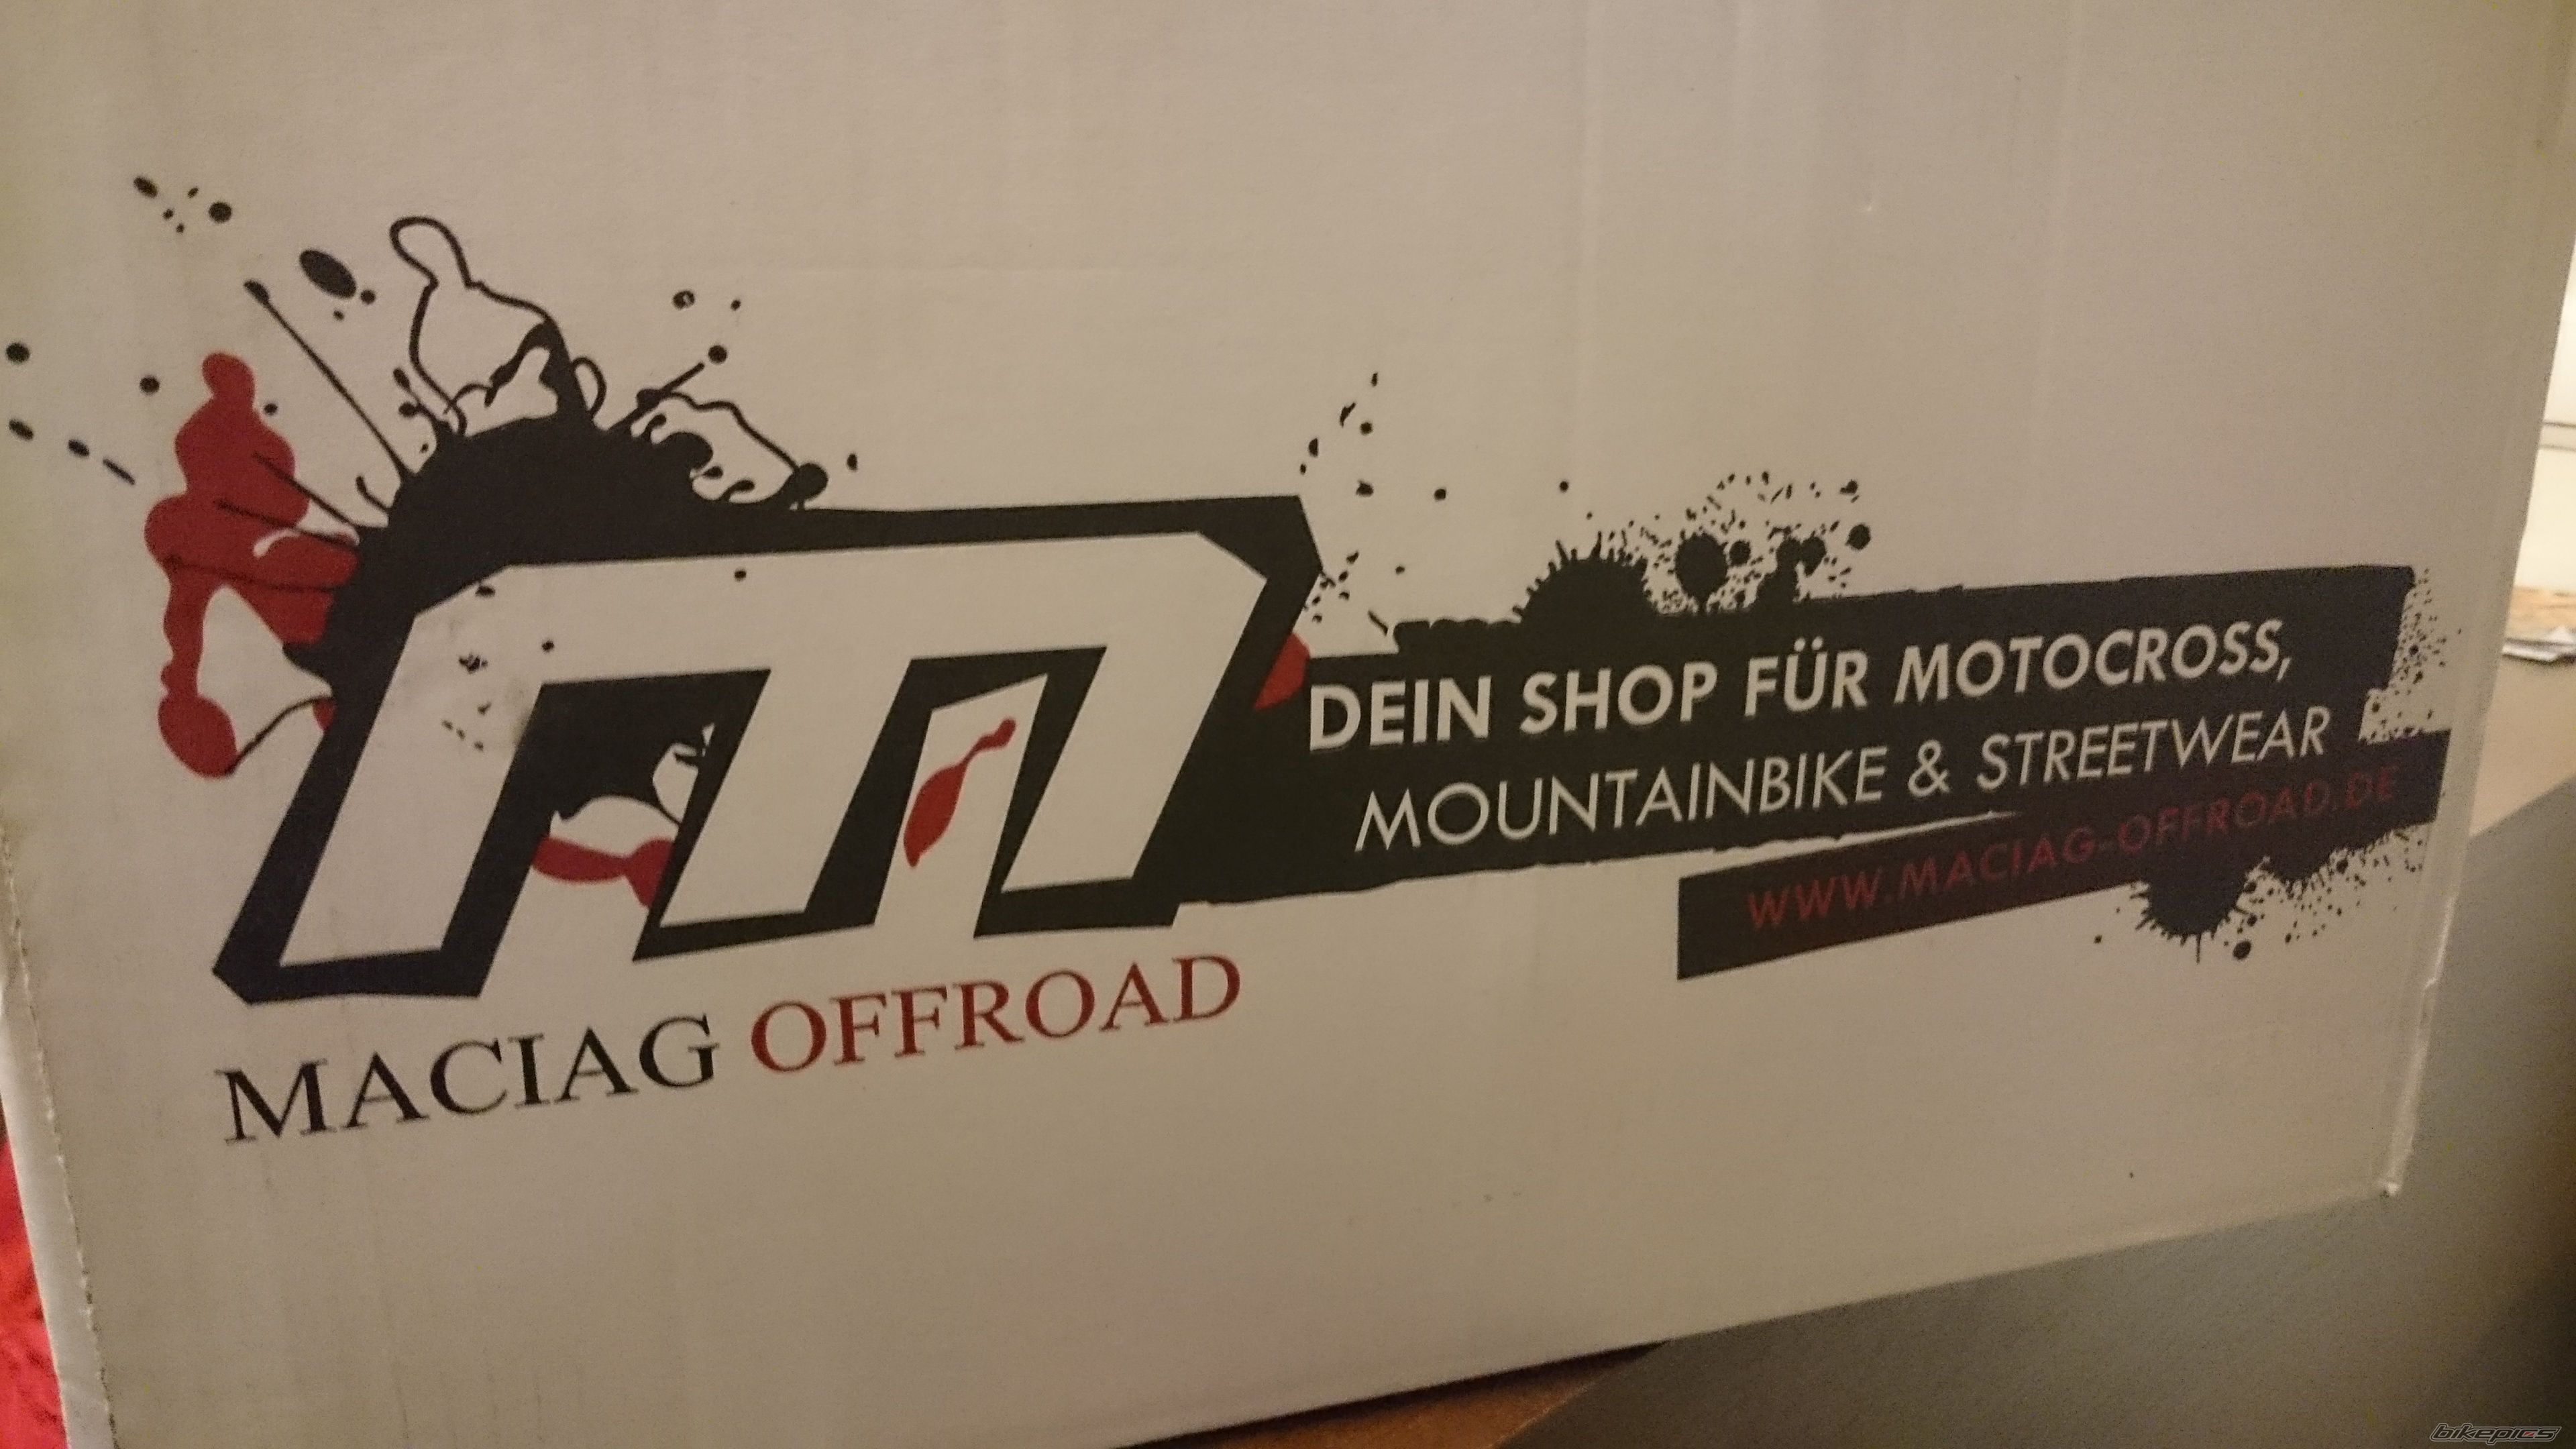 DEIN SHOP FÜR MOTOCROSS,
MOUNTAINBIKE & STREETWEAR
WWW.MACIAG-OFFROAD.DE
MACIAG OFFROAD
bikepics